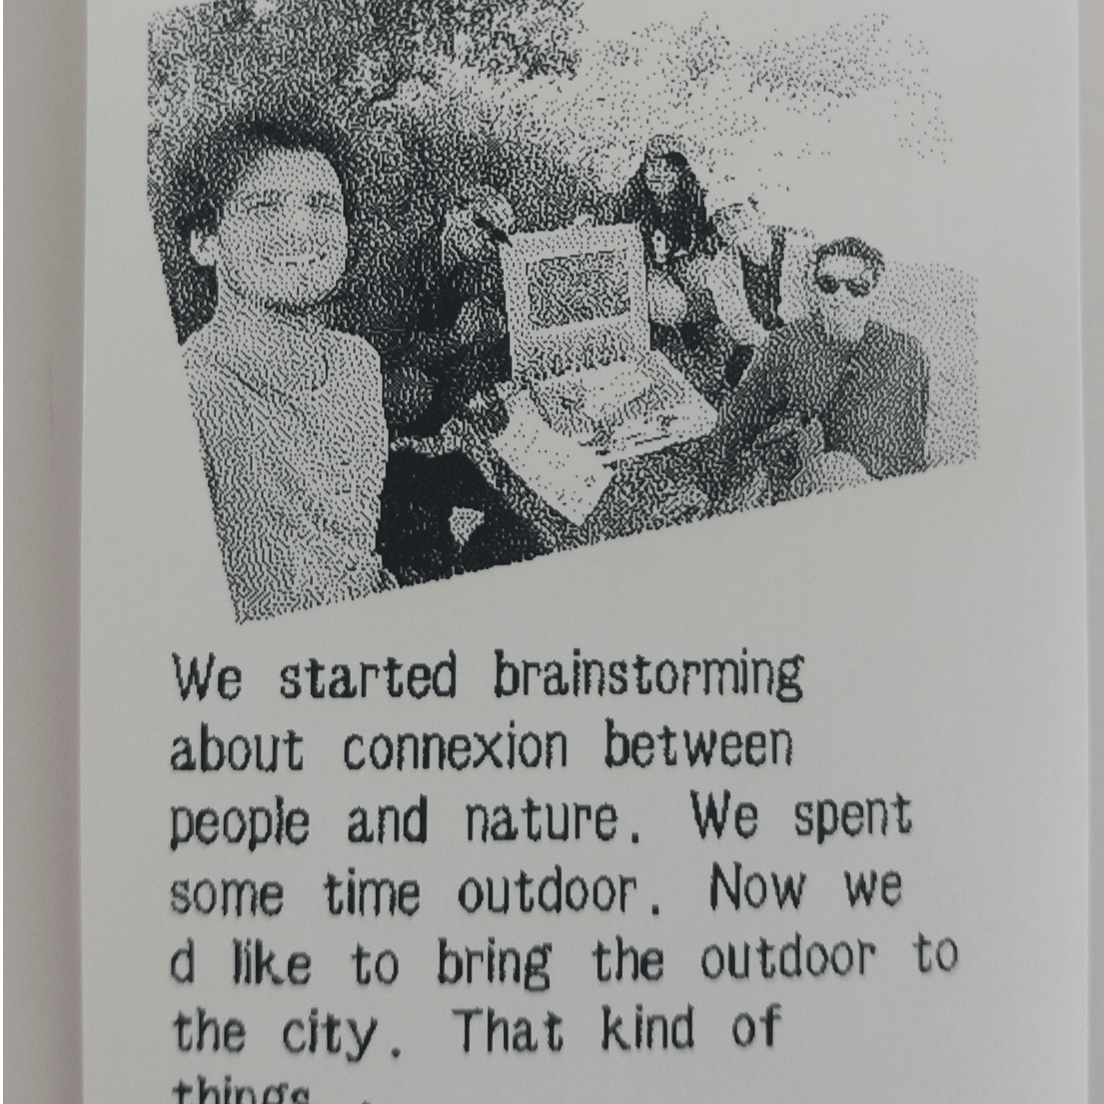 We started brainstorming
about connexion between
people and nature. We spent
some time outdoor. Now we
d like to bring the outdoor to
the city. That kind of
things.